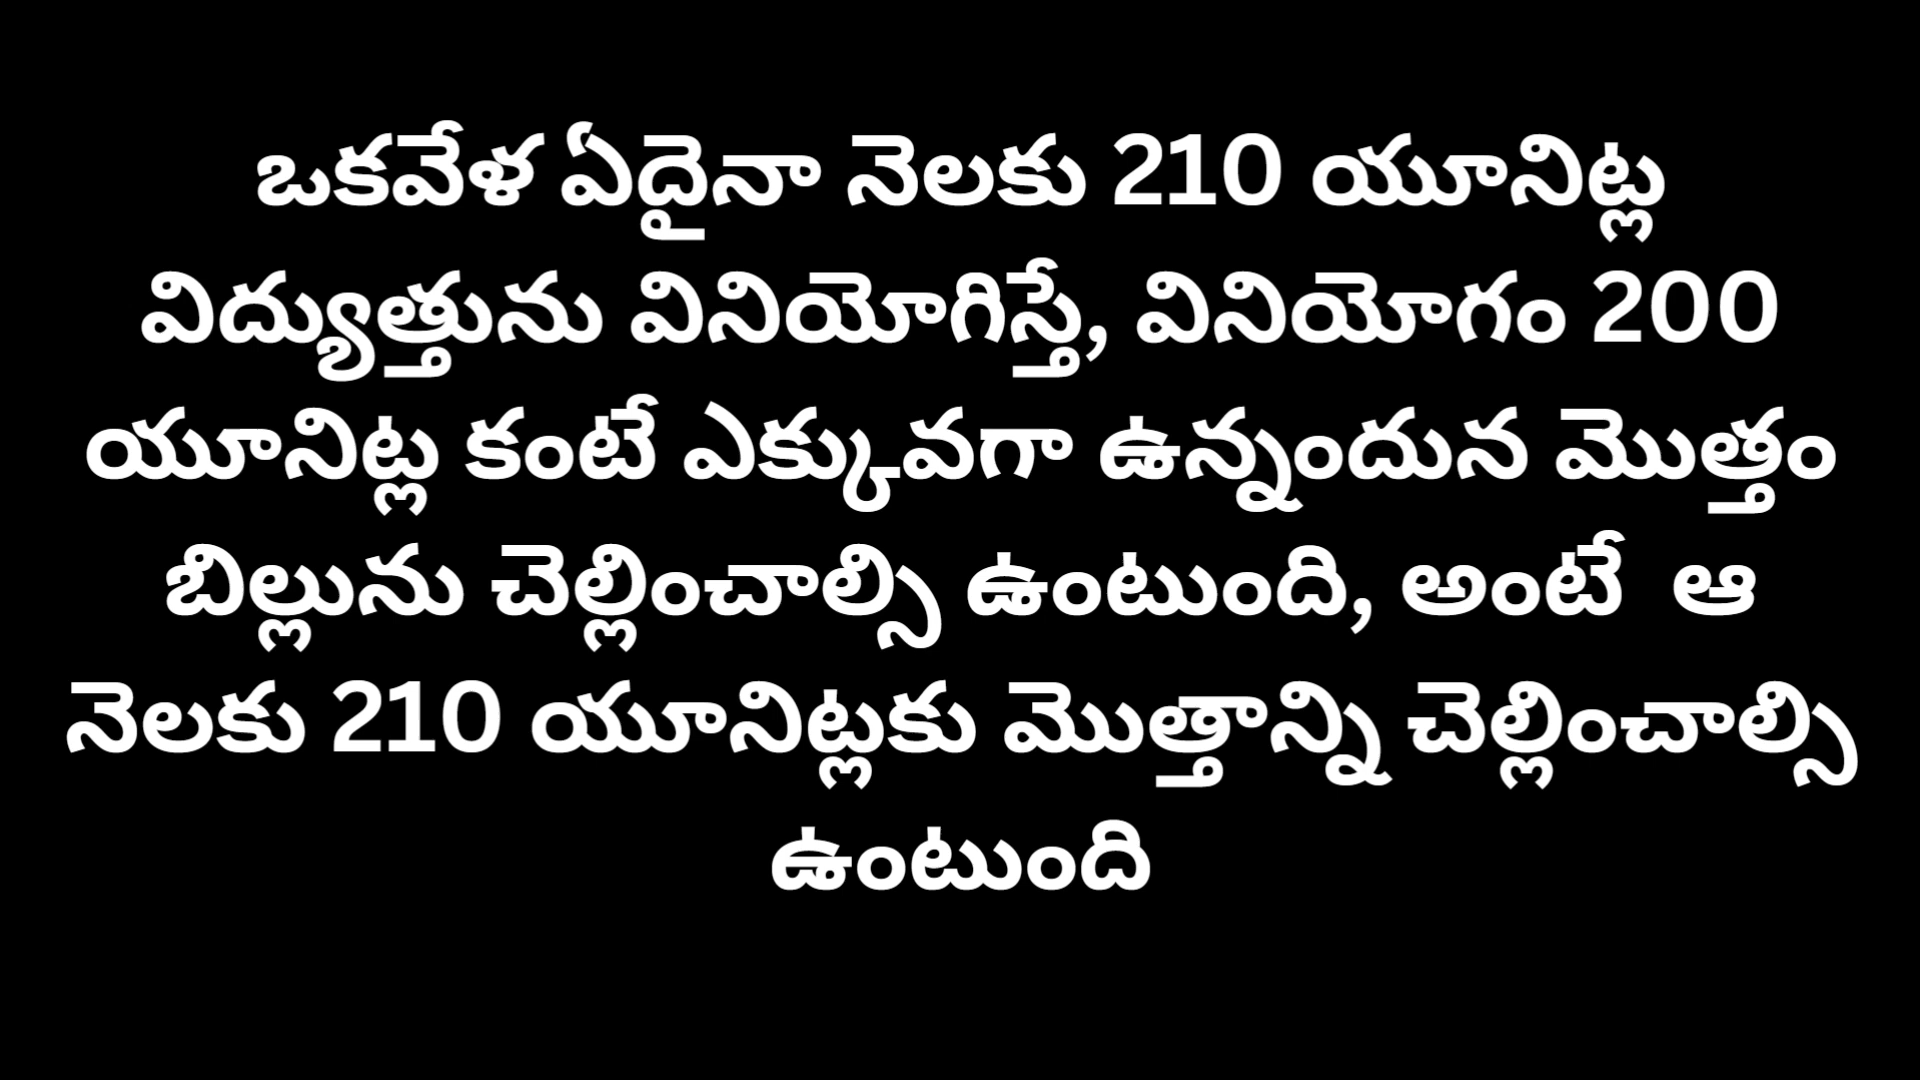 ఒకవేళ ఏదైనా నెలకు 210 యూనిట్ల
విద్యుత్తును వినియోగిస్తే, వినియోగం 200
యూనిట్ల కంటే ఎక్కువగా ఉన్నందున మొత్తం
బిల్లును చెల్లించాల్సి ఉంటుంది, అంటే ఆ
నెలకు 210 యూనిట్లకు మొత్తాన్ని చెల్లించాల్సి
ఉంటుంది